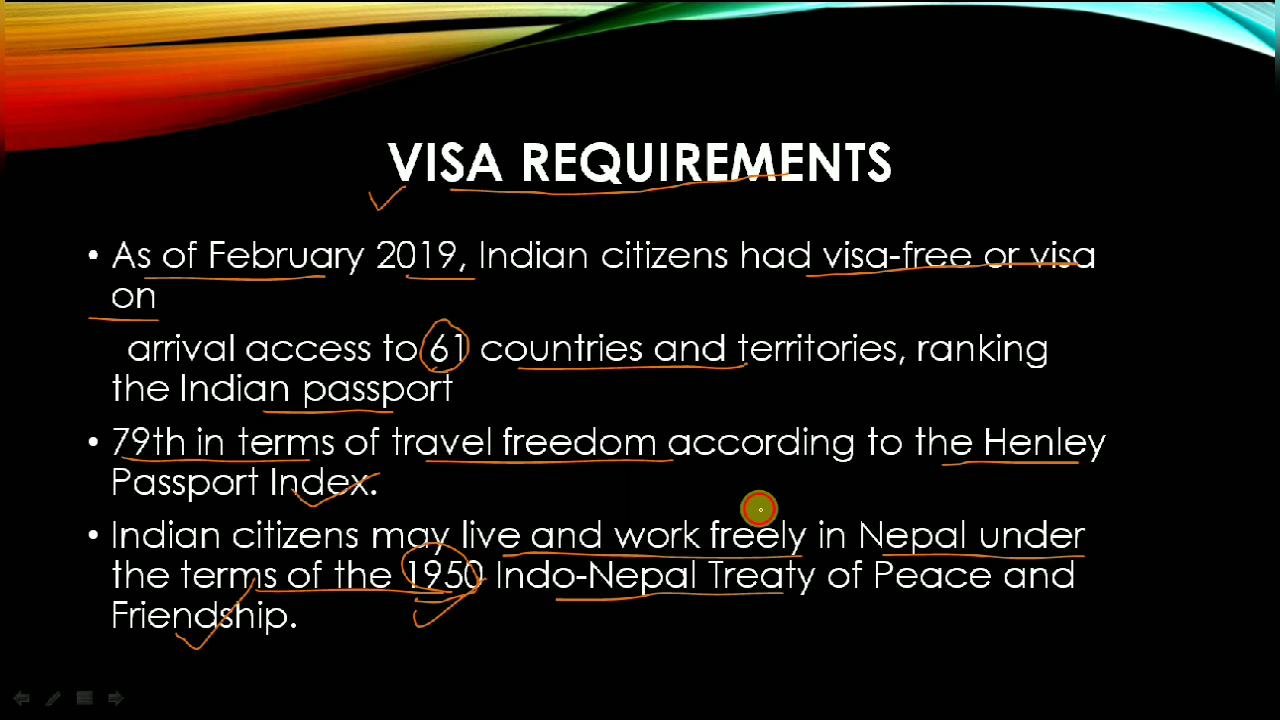 VISA REQUIREMENTS
• As of February 2019, Indian citizens had visa-free or visa
on
arrival access to 61 countries and territories, ranking
the Indian passport
• 79th in terms of travel freedom according to the Henley
Passport Index.
• Indian citizens may live and work freely in Nepal under
the terms of the 1950 Indo-Nepal Treaty of Peace and
Friendship.